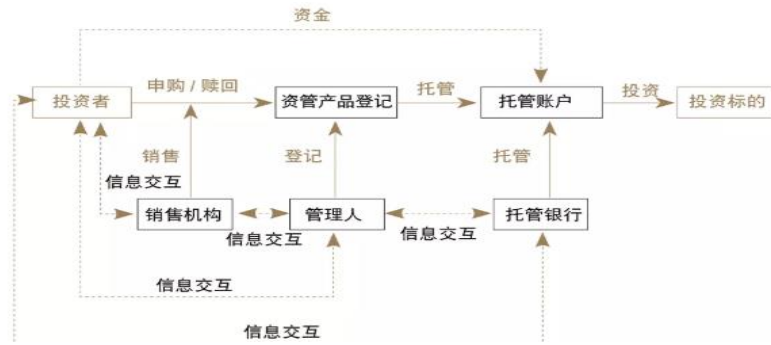 资金
申购 / 赎回
托管
投资
投资者
资管产品登记
托管账户
投资标的
销售
登记
托管
信息交互
销售机构
管理人
托管银行
信息交互
信息交互
信息交互
信息交互